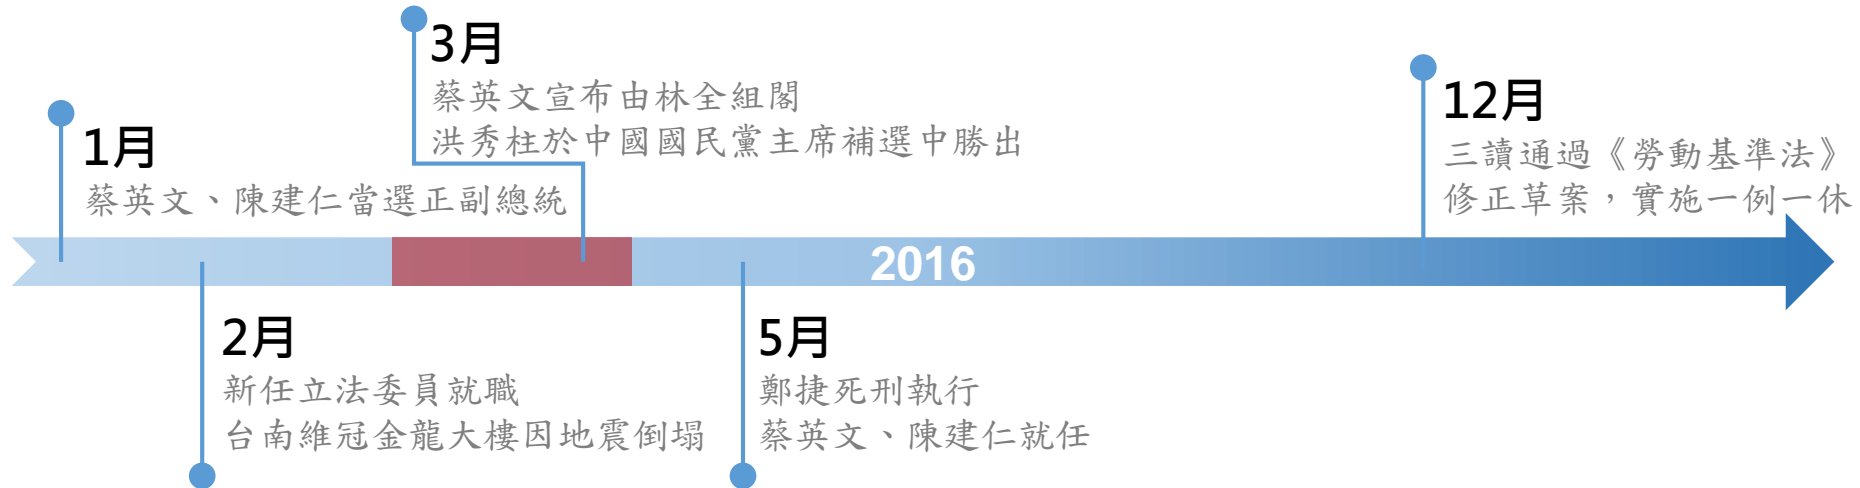 1月
蔡英文、陳建仁當選正副總統
2月
新任立法委員就職
台南維冠金龍大樓因地震倒塌
3月
蔡英文宣布由林全組閣
洪秀柱於中國國民黨主席補選中勝出
2016
5月
鄭捷死刑執行
蔡英文、陳建仁就任
12月
三讀通過《勞動基準法》
修正草案，實施一例一休